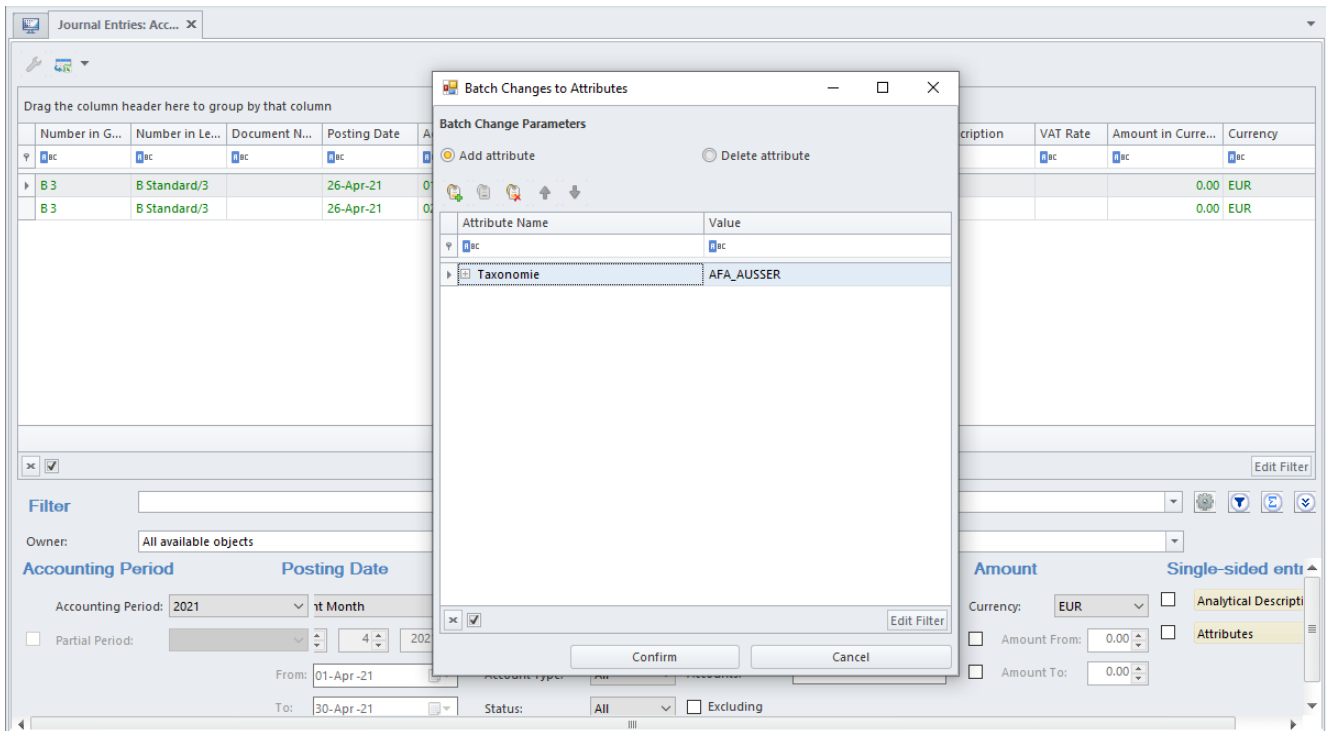 Journal Entries: Acc...
Drag the column header here to group by that column
Number in G... Number in Le... Document N... Posting Date
cription VAT Rate Amount in Curre... Currency
B 3 B Standard/3 26-Apr-21 0.00 EUR
B 3 B Standard/3 26-Apr-21 0.00 EUR
Batch Changes to Attributes
Batch Change Parameters
Add attribute Delete attribute
Attribute Name Value
Taxonomie AFA_AUSSER
Edit Filter
Confirm Cancel
Edit Filter
Filter
Owner: All available objects
Accounting Period Posting Date Amount Single-sided entr
Accounting Period: 2021 nt Month Currency: EUR Analytical Descripti
Partial Period: 4 202 Amount From: 0.00 Attributes
From: 01-Apr-21 Account Type: All Accounts: Amount To: 0.00
To: 30-Apr-21 Status: All Excluding